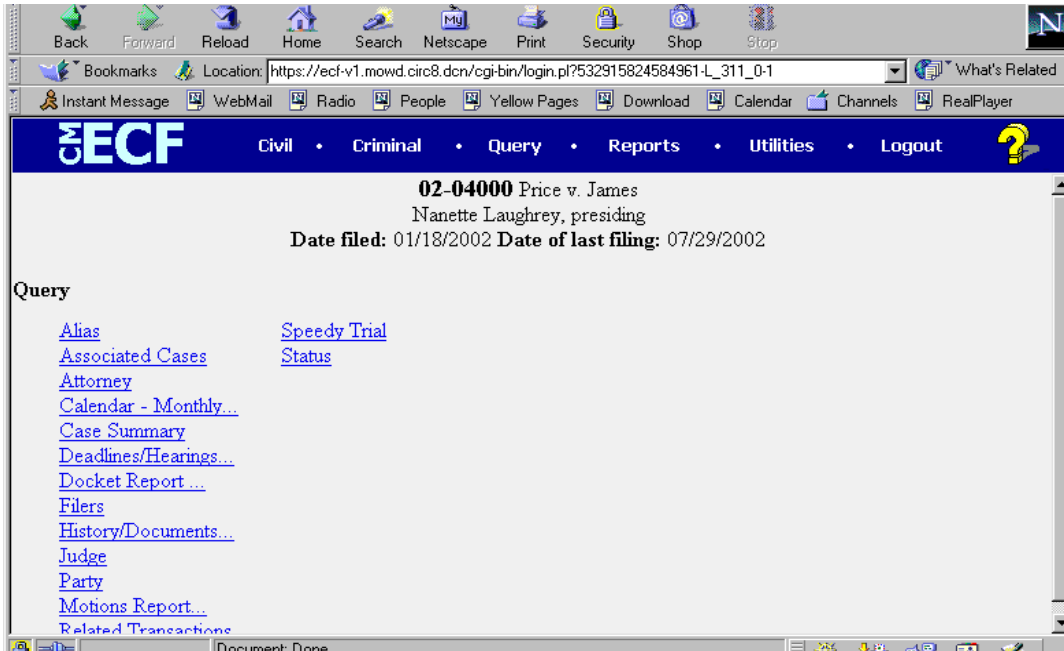 Back Forward Reload Home Search Netscape Print Security Shop Stop
Bookmarks Location: https://ecf-v1.mowd.circ8.dcn/cgi-bin/login.pl?532915824584961-L_311_0-1 What's Related
Instant Message WebMail Radio People Yellow Pages Download Calendar Channels RealPlayer
CM ECF Civil • Criminal • Query • Reports • Utilities • Logout ?
02-04000 Price v. James
Nanette Laughrey, presiding
Date filed: 01/18/2002 Date of last filing: 07/29/2002
Query
Alias Speedy Trial
Associated Cases Status
Attorney
Calendar - Monthly...
Case Summary
Deadlines/Hearings...
Docket Report ...
Filers
History/Documents...
Judge
Party
Motions Report...
Related Transactions
Document: Done